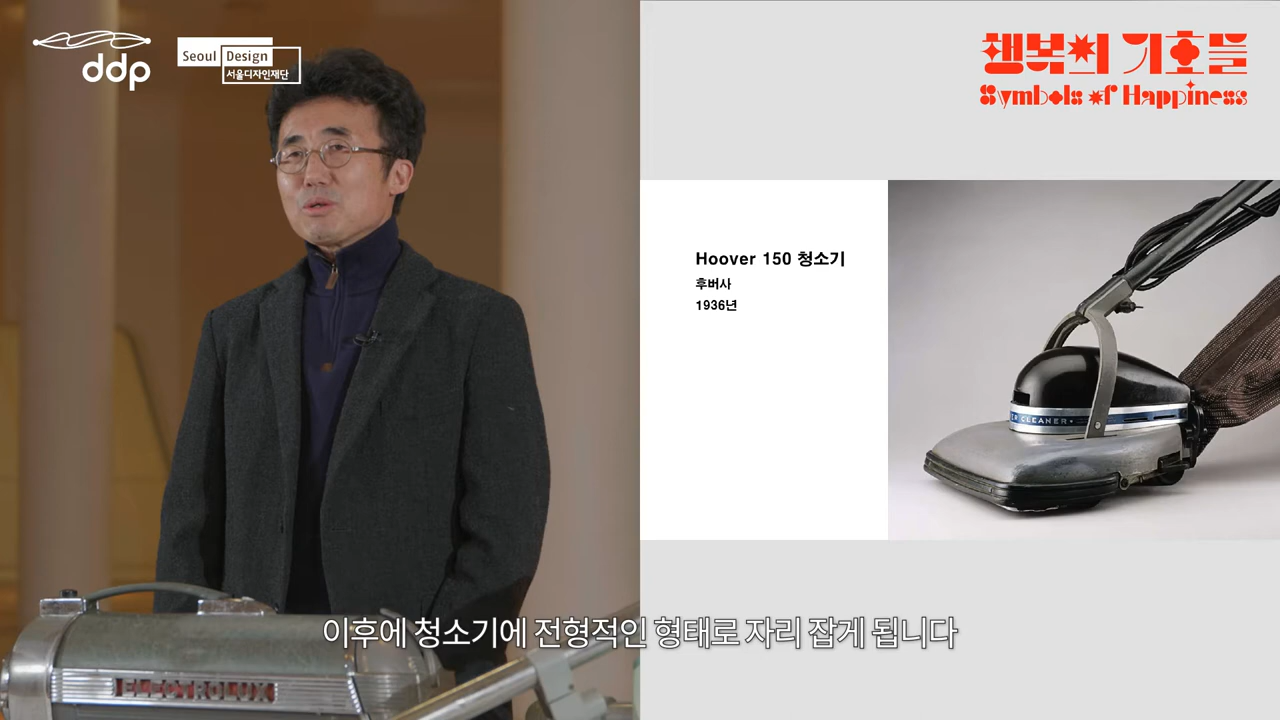 ddp
Seoul Design
서울디자인재단
행복의 기호들
Symbols of Happiness
Hoover 150 청소기
후버사
1936년
ER CLEANER
이후에 청소기에 전형적인 형태로 자리 잡게 됩니다
ELECTROLUX